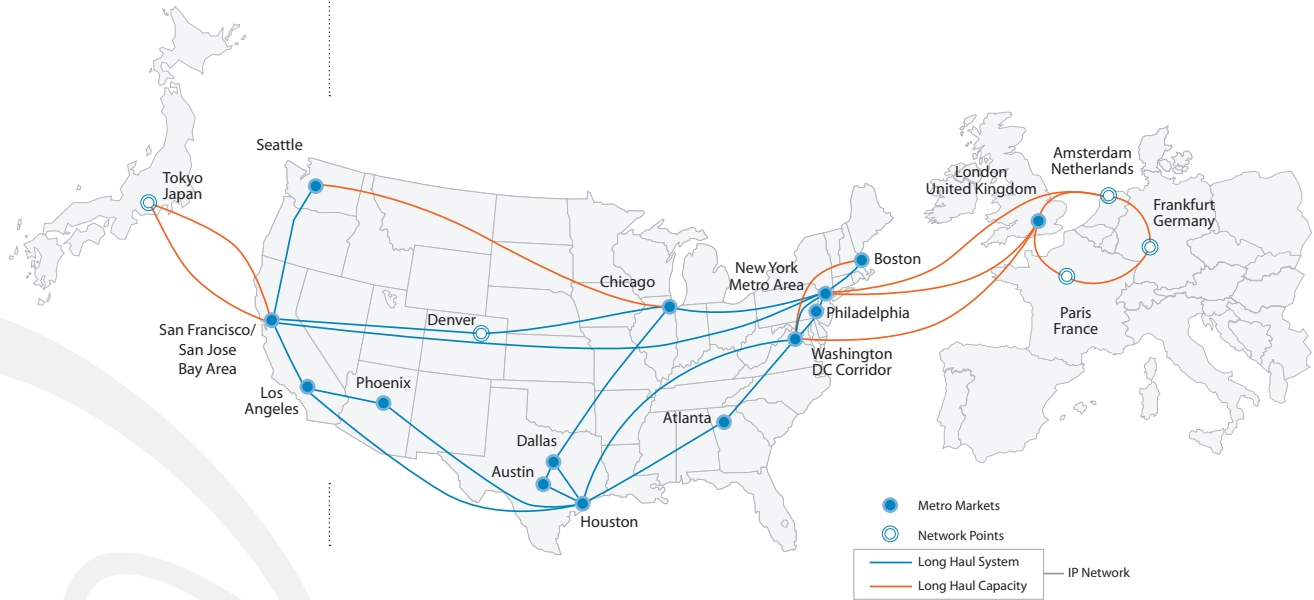 Seattle
Tokyo
Japan
San Francisco/
San Jose
Bay Area
Los
Angeles
Phoenix
Denver
Chicago
Dallas
Austin
Houston
Atlanta
New York
Metro Area
Boston
Philadelphia
Washington
DC Corridor
London
United Kingdom
Amsterdam
Netherlands
Frankfurt
Germany
Paris
France
Metro Markets
Network Points
Long Haul System
Long Haul Capacity
IP Network